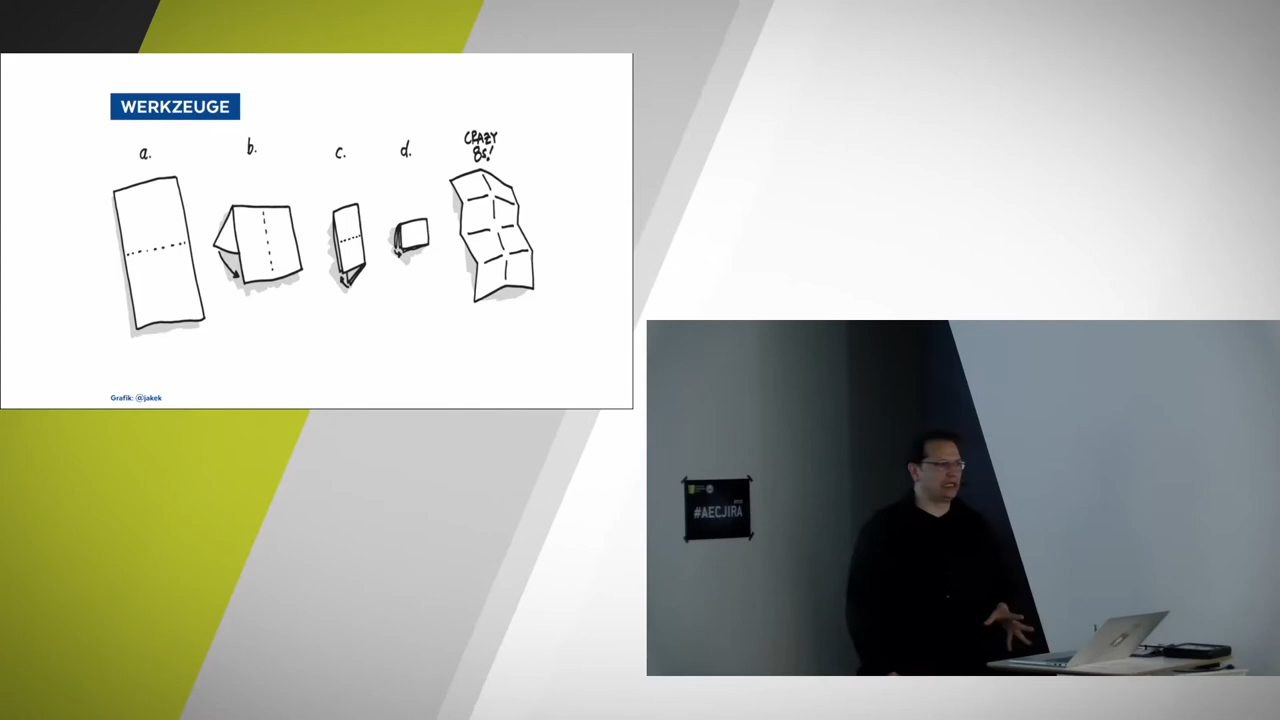 WERKZEUGE
a.
b.
c.
d.
CRAZY
8s!
Grafik: @jakek
#AECJIRA